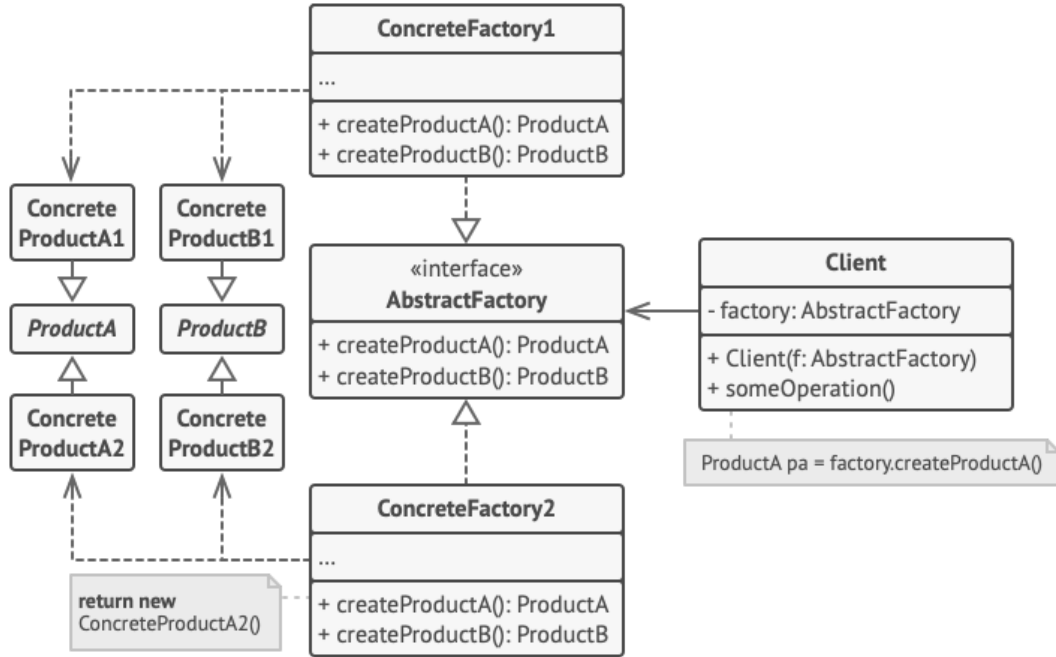 ConcreteFactory1
...
+ createProductA(): ProductA
+ createProductB(): ProductB
Concrete
ProductA1
Concrete
ProductB1
ProductA
ProductB
Concrete
ProductA2
Concrete
ProductB2
«interface»
AbstractFactory
+ createProductA(): ProductA
+ createProductB(): ProductB
Client
- factory: AbstractFactory
+ Client(f: AbstractFactory)
+ someOperation()
ProductA pa = factory.createProductA()
ConcreteFactory2
...
+ createProductA(): ProductA
+ createProductB(): ProductB
return new
ConcreteProductA2()